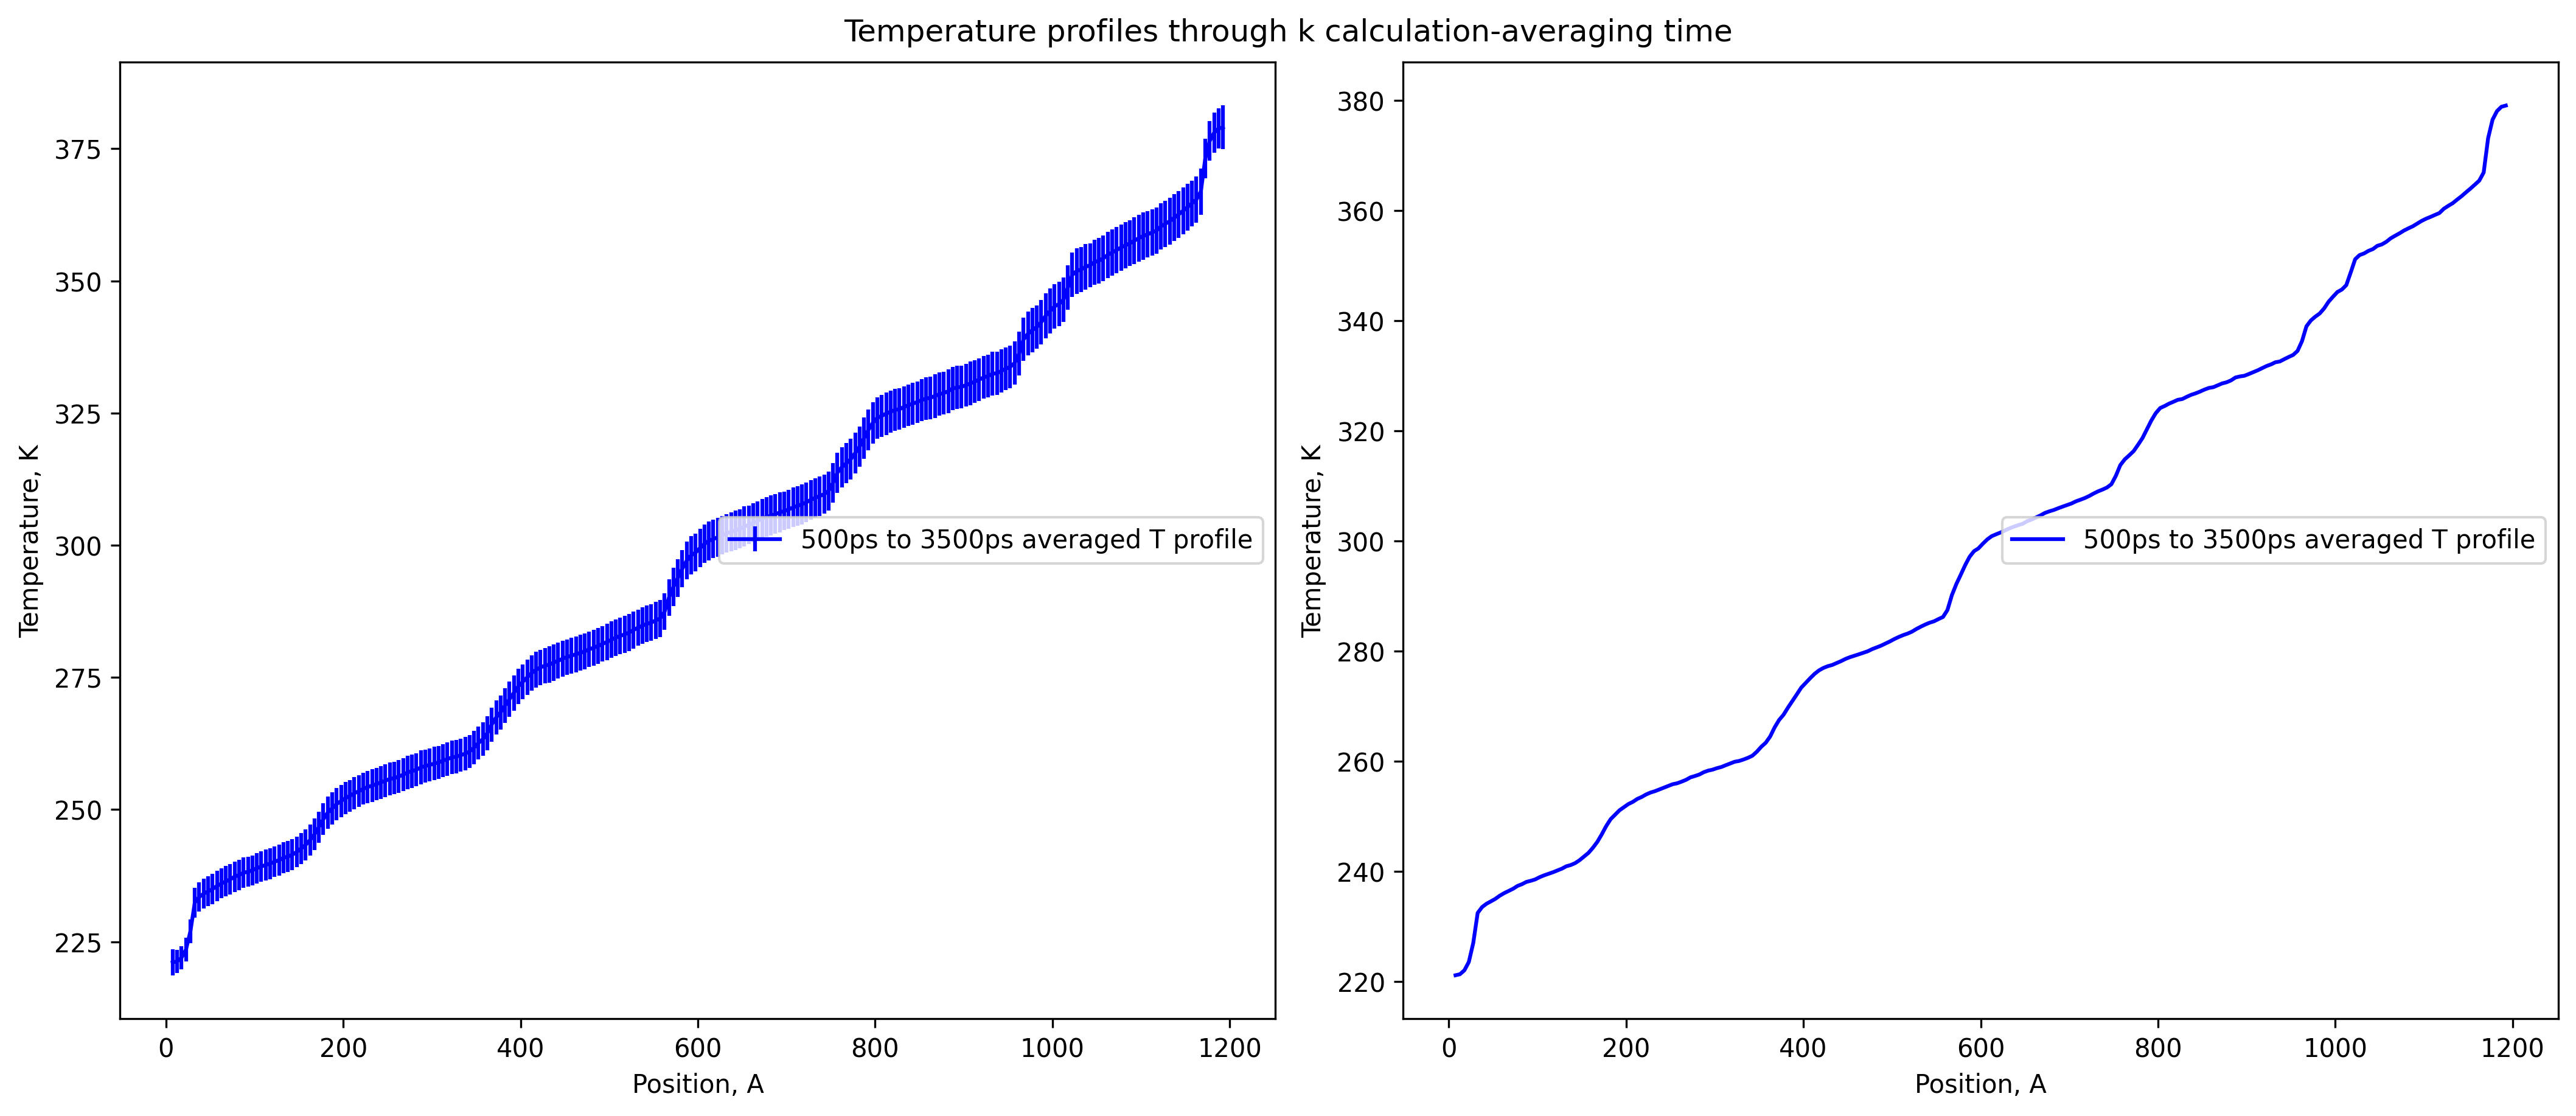 Temperature profiles through k calculation-averaging time
Temperature, K
375
350
325
300
275
250
225
500ps to 3500ps averaged T profile
0 200 400 600 800 1000 1200
Position, A
Temperature, K
380
360
340
320
300
280
260
240
220
500ps to 3500ps averaged T profile
0 200 400 600 800 1000 1200
Position, A